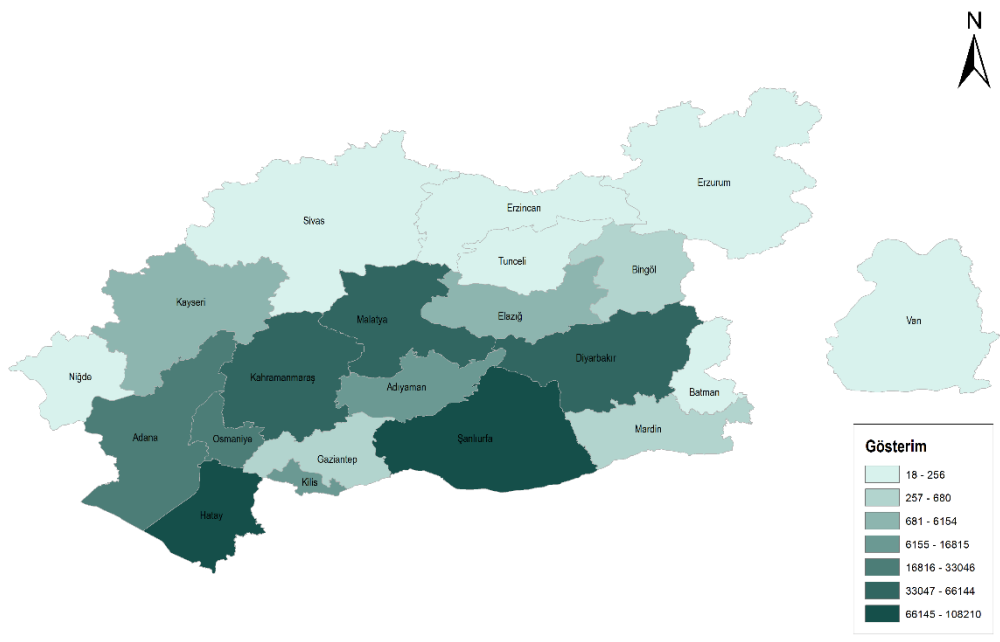 N
Erzurum
Erzincan
Sivas
Tunceli
Bingöl
Kayseri
Elazığ
Malatya
Van
Diyarbakır
Niğde
Kahramanmaraş
Adıyaman
Batman
Adana
Osmaniye
Şanlıurfa
Mardin
Gaziantep
Kilis
Hatay
Gösterim
18 - 256
257 - 680
681 - 6154
6155 - 16815
16816 - 33046
33047 - 66144
66145 - 108210